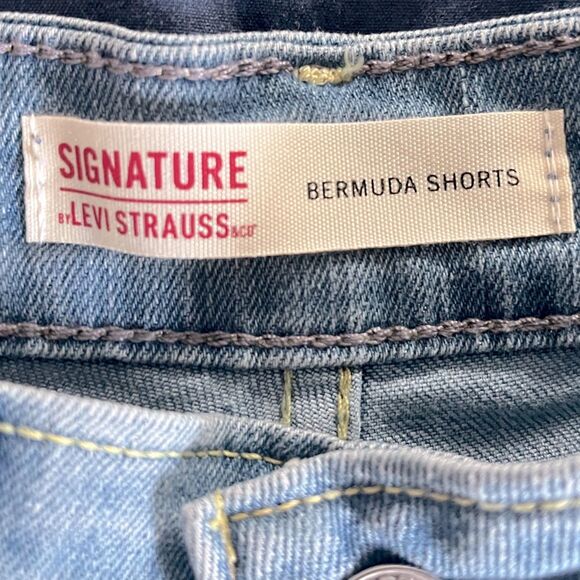 SIGNATURE
BY LEVI STRAUSS & CO
BERMUDA SHORTS